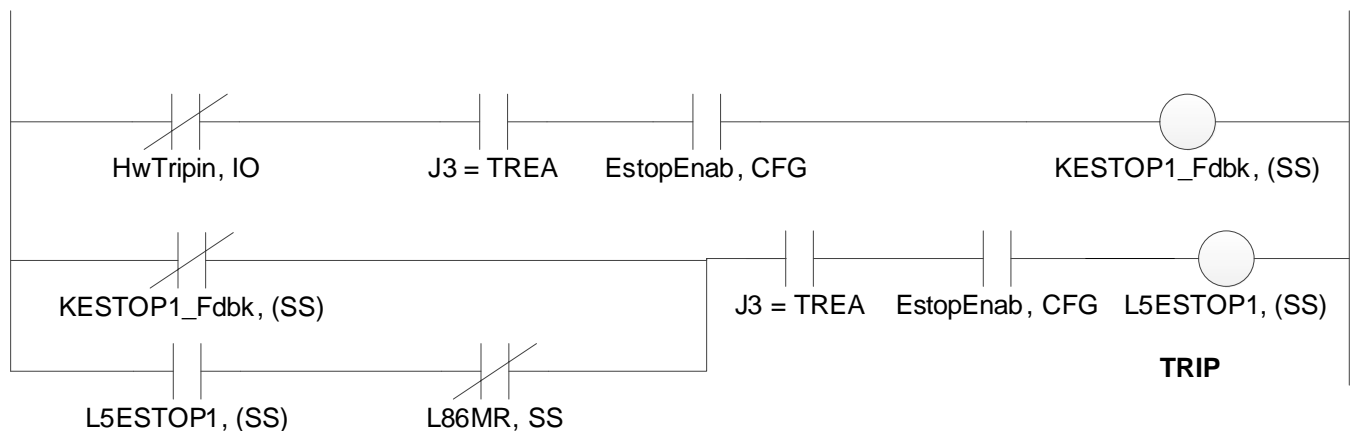 HwTripin, IO
J3 = TREA
EstopEnab, CFG
KESTOP1_Fdbk, (SS)
KESTOP1_Fdbk, (SS)
J3 = TREA
EstopEnab, CFG
L5ESTOP1, (SS)
TRIP
L5ESTOP1, (SS)
L86MR, SS